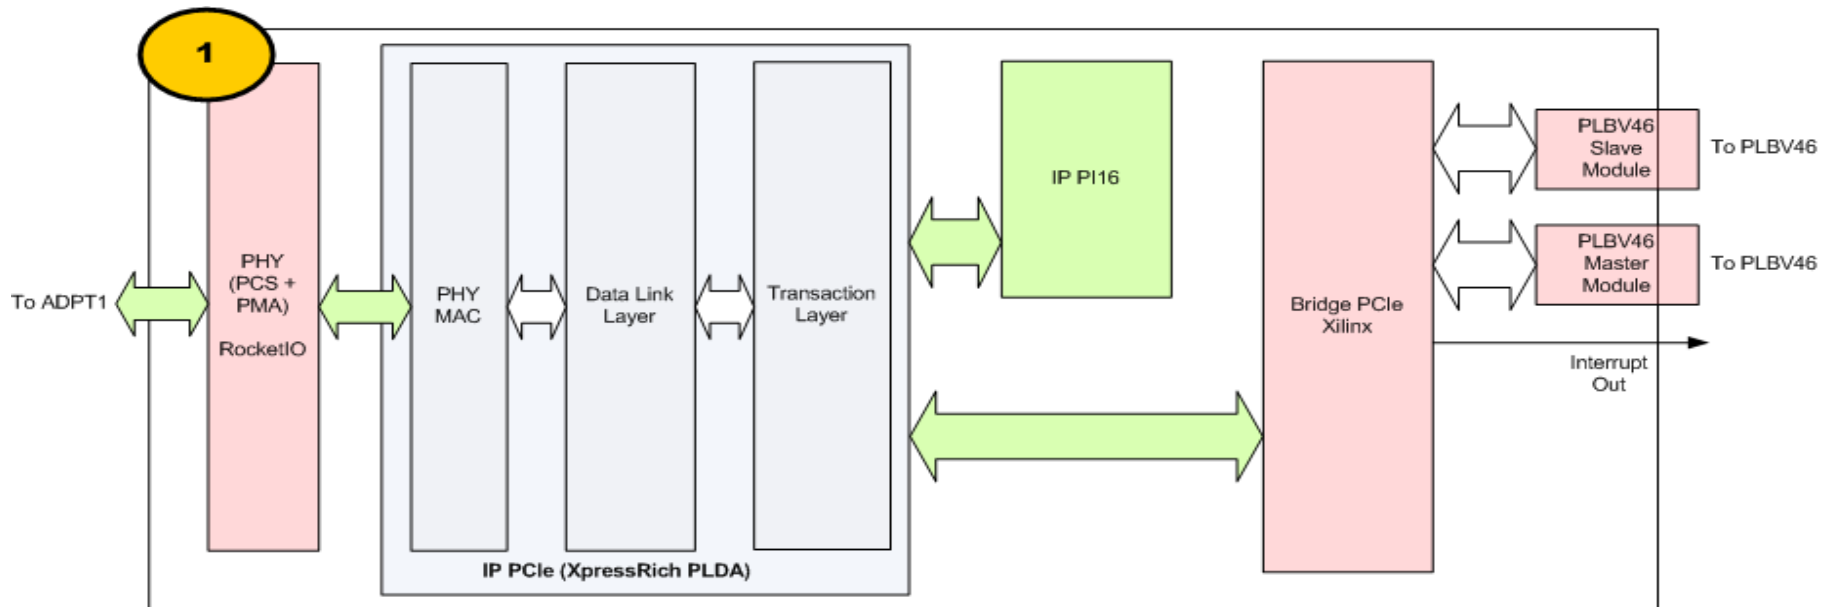 1
To ADPT1
PHY
(PCS +
PMA)
RocketIO
PHY
MAC
Data Link
Layer
Transaction
Layer
IP PCIe (XpressRich PLDA)
IP PI16
Bridge PCIe
Xilinx
PLBV46
Slave
Module
To PLBV46
PLBV46
Master
Module
To PLBV46
Interrupt
Out